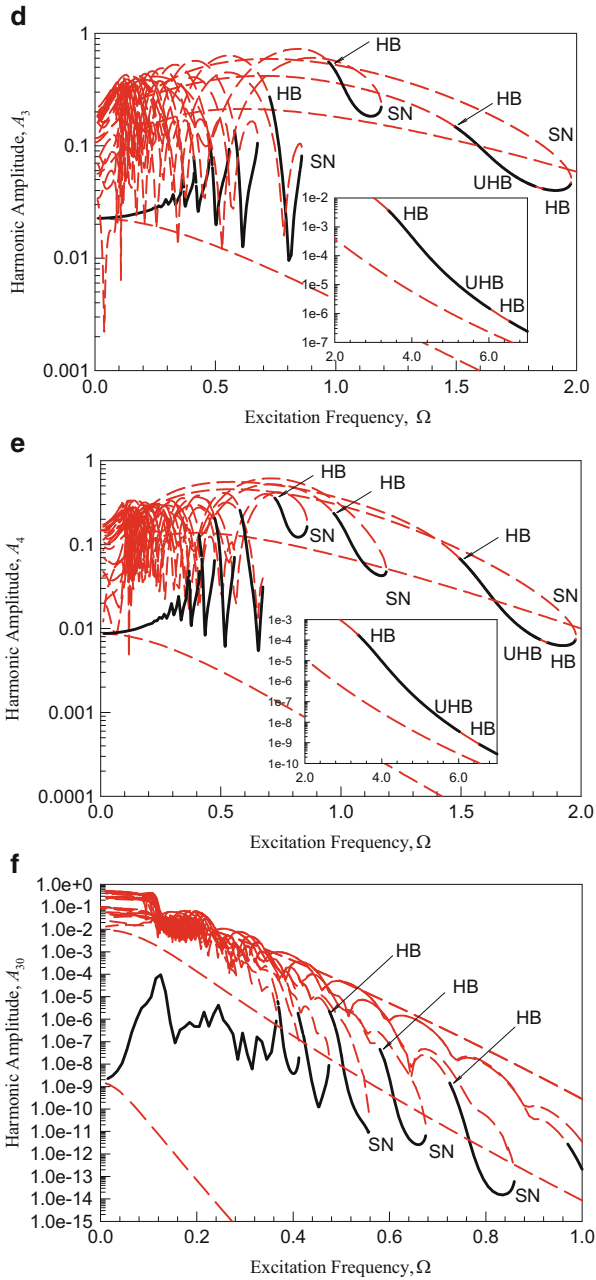 d
Harmonic Amplitude, A3
1
0.1
0.01
0.001
HB
HB
SN
HB
SN
SN
UHB
HB
1e-2
1e-3
1e-4
1e-5
1e-6
1e-7
HB
UHB
HB
2.0 4.0 6.0
0.0 0.5 1.0 1.5 2.0
Excitation Frequency, Ω
e
Harmonic Amplitude, A4
1
0.1
0.01
0.001
0.0001
HB
HB
HB
SN
SN
SN
UHB
HB
1e-3
1e-4
1e-5
1e-6
1e-7
1e-8
1e-9
1e-10
HB
UHB
HB
2.0 4.0 6.0
0.0 0.5 1.0 1.5 2.0
Excitation Frequency, Ω
f
Harmonic Amplitude, A30
1.0e+0
1.0e-1
1.0e-2
1.0e-3
1.0e-4
1.0e-5
1.0e-6
1.0e-7
1.0e-8
1.0e-9
1.0e-10
1.0e-11
1.0e-12
1.0e-13
1.0e-14
1.0e-15
HB
HB
HB
SN
SN
SN
0.0 0.2 0.4 0.6 0.8 1.0
Excitation Frequency, Ω